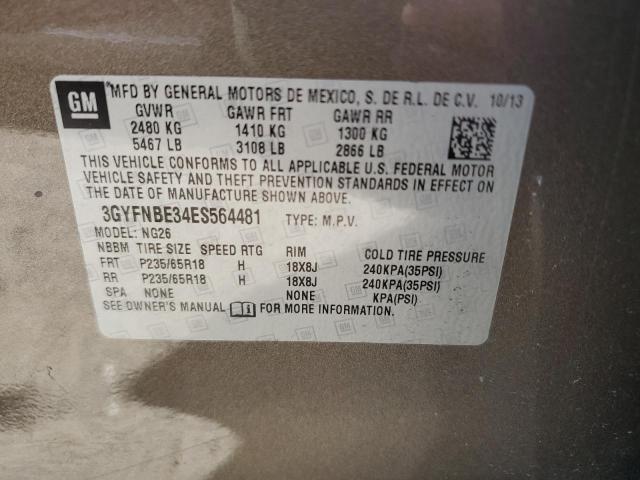 GM
MFD BY GENERAL MOTORS DE MEXICO, S. DE R.L. DE C.V. 10/13
GVWR GAWR FRT GAWR RR
2480 KG 1410 KG 1300 KG
5467 LB 3108 LB 2866 LB
THIS VEHICLE CONFORMS TO ALL APPLICABLE U.S. FEDERAL MOTOR
VEHICLE SAFETY AND THEFT PREVENTION STANDARDS IN EFFECT ON
THE DATE OF MANUFACTURE SHOWN ABOVE.
3GYFNBE34ES564481 TYPE: M.P.V.
MODEL: NG26
NBBM TIRE SIZE SPEED RTG RIM COLD TIRE PRESSURE
FRT P235/65R18 H 18X8J 240KPA(35PSI)
RR P235/65R18 H 18X8J 240KPA(35PSI)
SPA NONE NONE KPA(PSI)
SEE OWNER'S MANUAL FOR MORE INFORMATION.